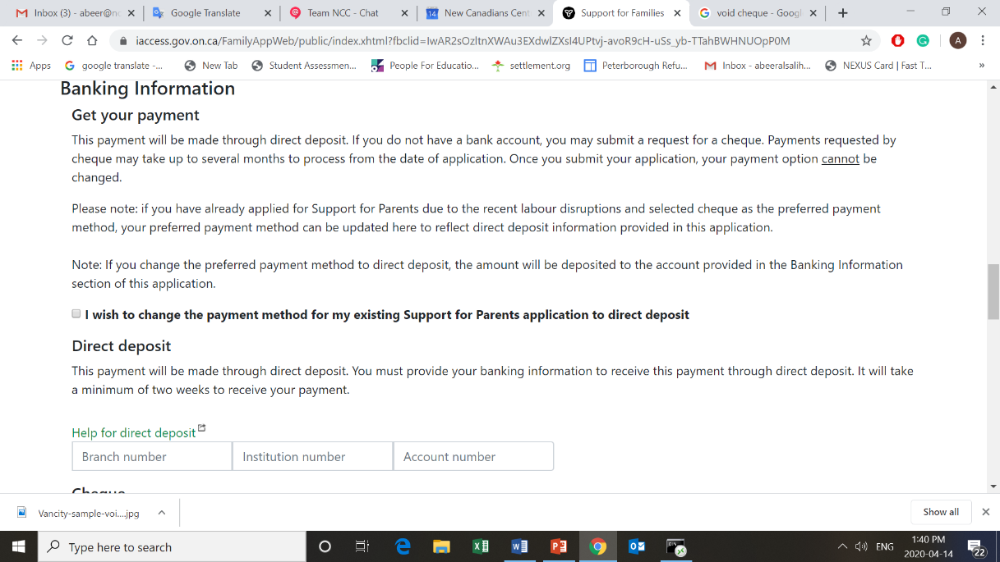 Inbox (3) - abeer@n
Google Translate
Team NCC - Chat
New Canadians Cent
Support for Families
void cheque - Googl
iaccess.gov.on.ca/FamilyAppWeb/public/index.xhtml?fbclid=IwAR2sOzltnXWAu3EXdwlZXsI4UPtvj-avoR9cH-uSs_yb-TTahBWHNUOpP0M
A
Apps
google translate -...
New Tab
Student Assessmen...
People For Educatio...
settlement.org
Peterborough Refu...
Inbox - abeeralsalih...
NEXUS Card | Fast T...
»
Banking Information
Get your payment
This payment will be made through direct deposit. If you do not have a bank account, you may submit a request for a cheque. Payments requested by
cheque may take up to several months to process from the date of application. Once you submit your application, your payment option cannot be
changed.
Please note: if you have already applied for Support for Parents due to the recent labour disruptions and selected cheque as the preferred payment
method, your preferred payment method can be updated here to reflect direct deposit information provided in this application.
Note: If you change the preferred payment method to direct deposit, the amount will be deposited to the account provided in the Banking Information
section of this application.
I wish to change the payment method for my existing Support for Parents application to direct deposit
Direct deposit
This payment will be made through direct deposit. You must provide your banking information to receive this payment through direct deposit. It will take
a minimum of two weeks to receive your payment.
Help for direct deposit
Branch number
Institution number
Account number
Cheque
Vancity-sample-voi....jpg
Show all
Type here to search
ENG
1:40 PM
2020-04-14
22